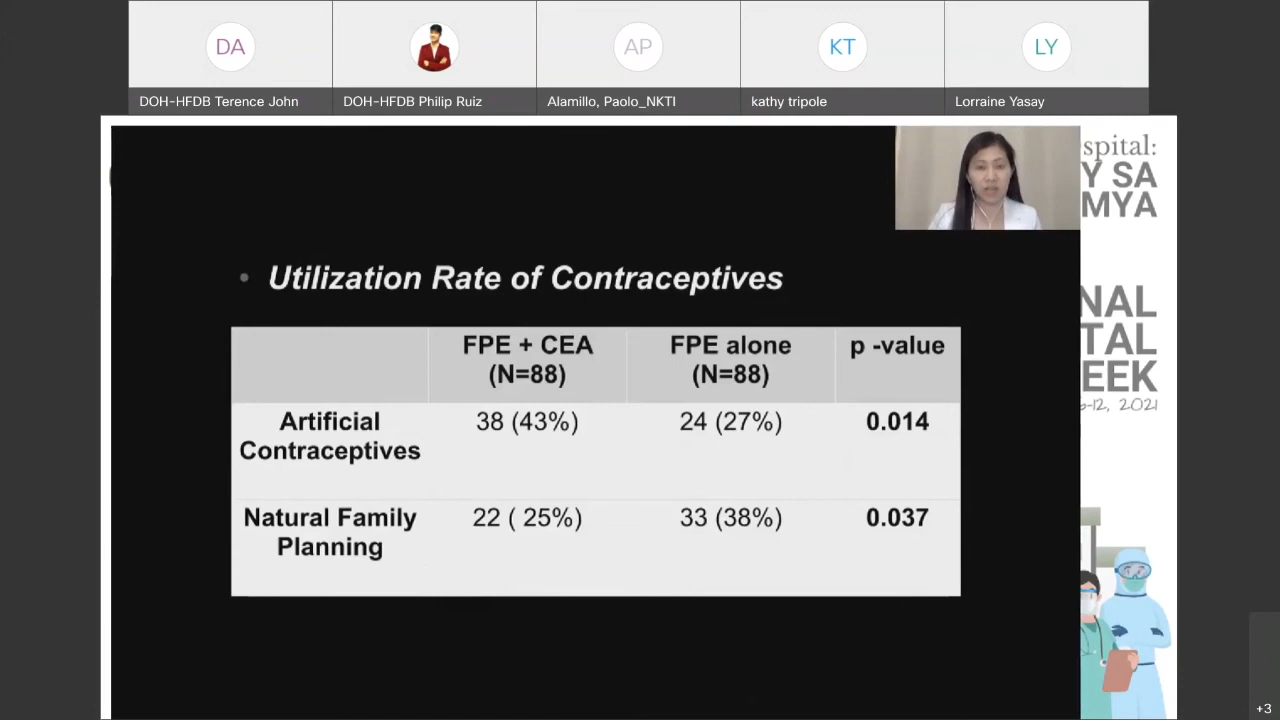 DA
AP
KT
LY
DOH-HFDB Terence John
DOH-HFDB Philip Ruiz
Alamillo, Paolo_NKTI
kathy tripole
Lorraine Yasay
spital:
Y SA
MYA
• Utilization Rate of Contraceptives
NAL
TAL
EEK
6-12, 2021
FPE + CEA (N=88)
FPE alone (N=88)
p -value
Artificial Contraceptives
38 (43%)
24 (27%)
0.014
Natural Family Planning
22 ( 25%)
33 (38%)
0.037
+3